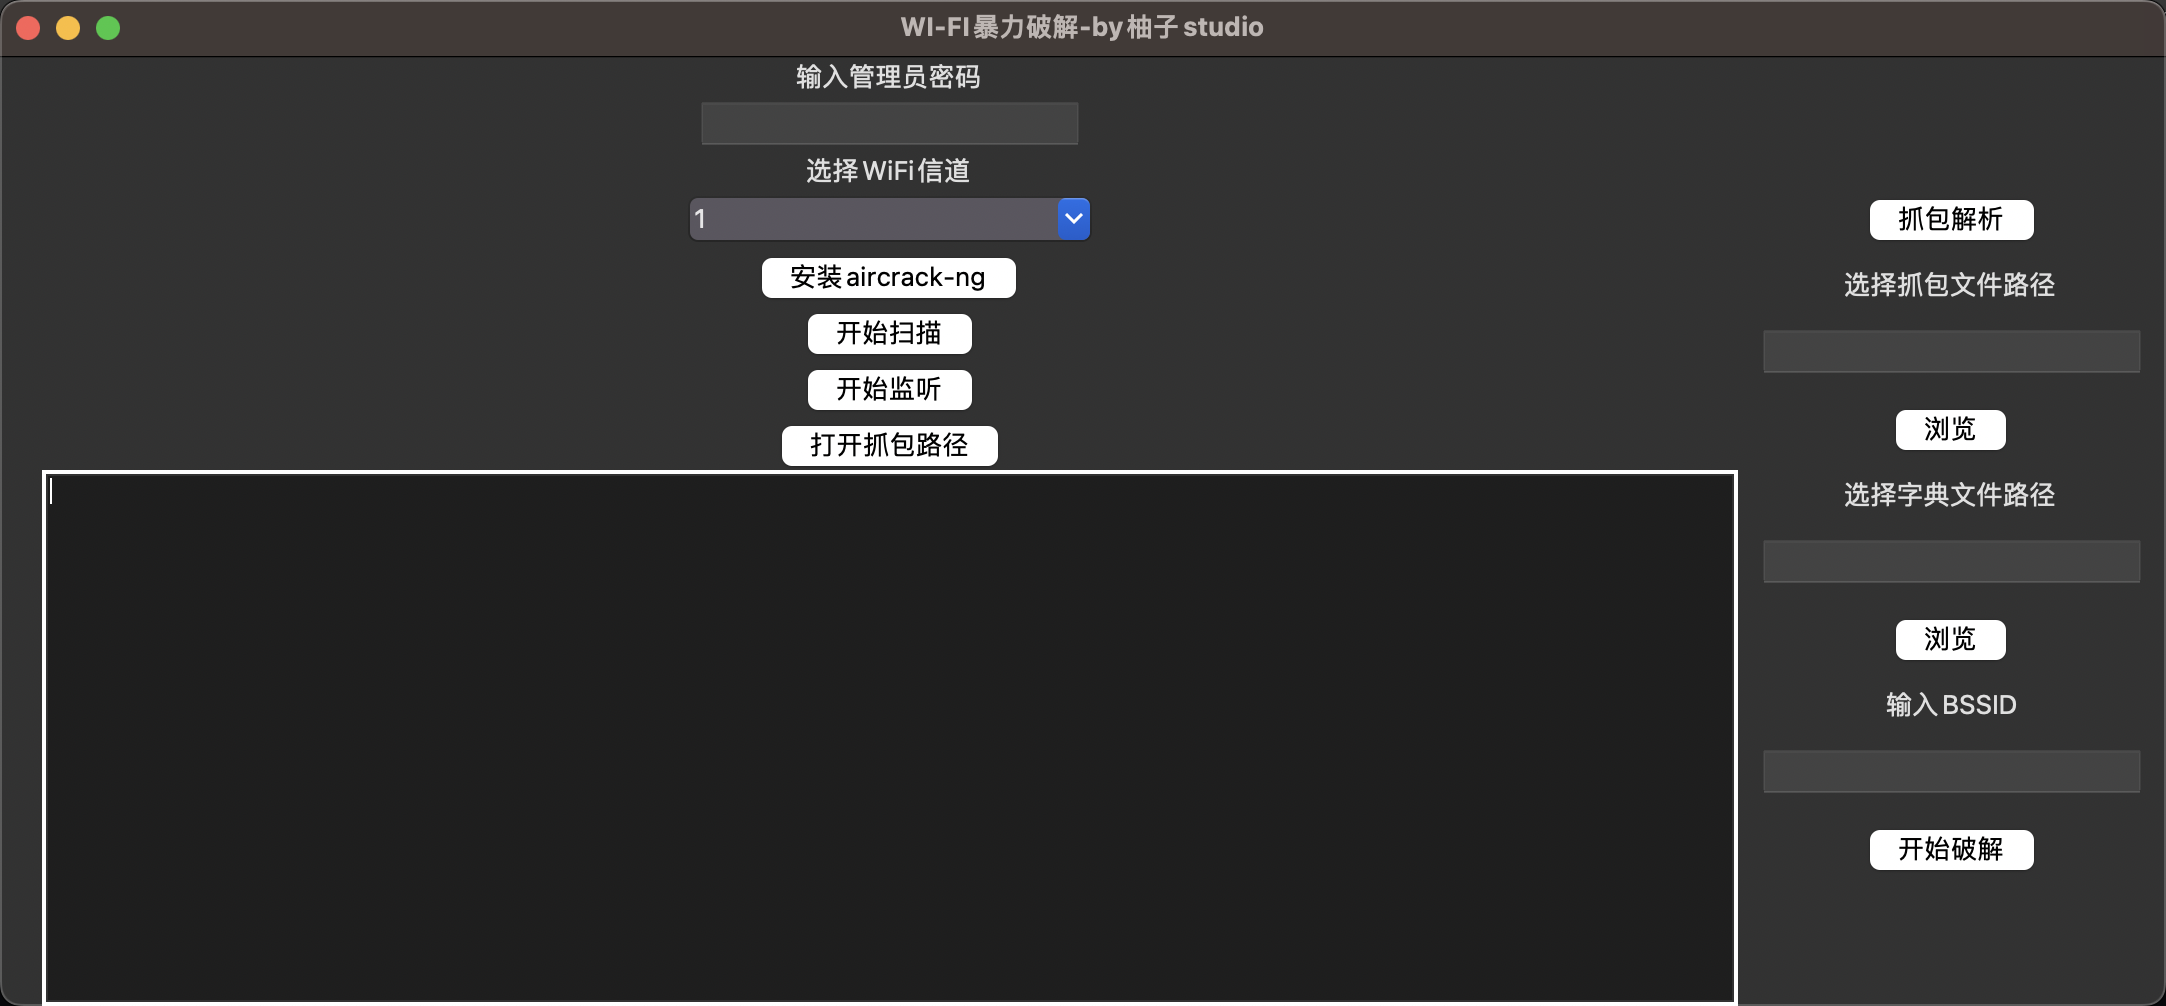 WI-FI暴力破解-by柚子studio
输入管理员密码
选择WiFi信道
1
安装aircrack-ng
开始扫描
开始监听
打开抓包路径
抓包解析
选择抓包文件路径
浏览
选择字典文件路径
浏览
输入BSSID
开始破解